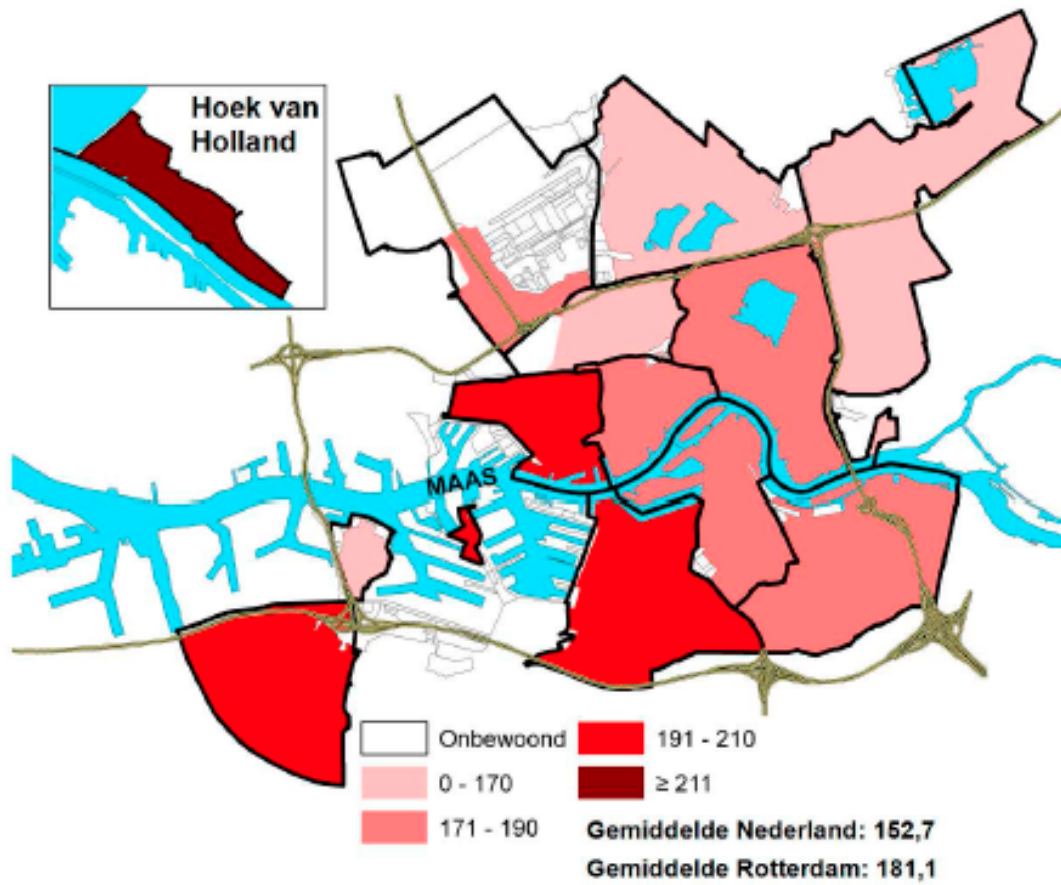 Hoek van
Holland
MAAS
Onbewoond
0 - 170
171 - 190
191 - 210
≥ 211
Gemiddelde Nederland: 152,7
Gemiddelde Rotterdam: 181,1